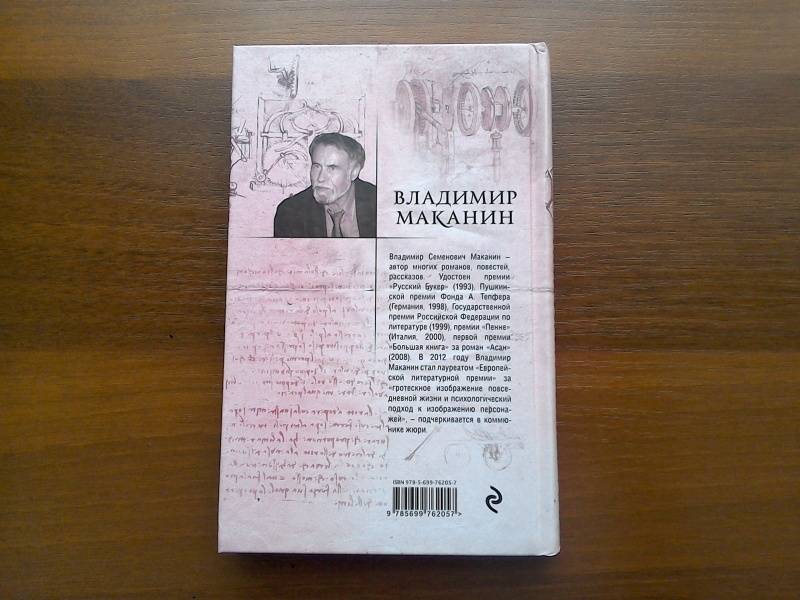 ВЛАДИМИР
МАКАНИН
Владимир Семенович Маканин –
автор многих романов, повестей,
рассказов. Удостоен премии
«Русский Букер» (1993), Пушкин-
ской премии Фонда А. Тепфера
(Германия, 1998), Государственной
премии Российской Федерации по
литературе (1999), премии «Пенне»
(Италия, 2000), первой премии
«Большая книга» за роман «Асан»
(2008). В 2012 году Владимир
Маканин стал лауреатом «Европей-
ской литературной премии» за
«гротескное изображение повсе-
дневной жизни и психологический
подход к изображению персона-
жей», – подчеркивается в комmю-
нике жюри.
ISBN 978-5-699-76205-7
9 785699 762057 >